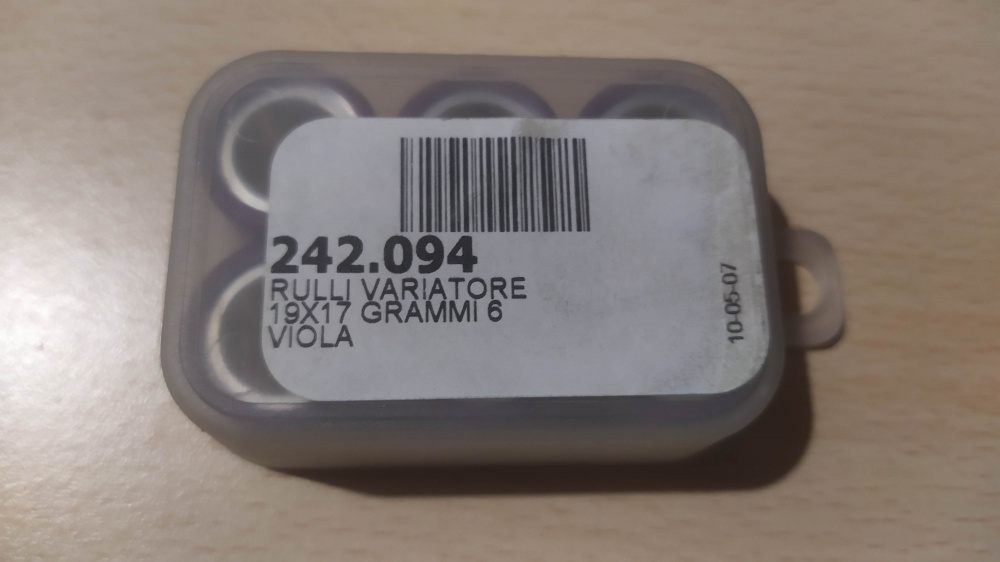 242.094
RULLI VARIATORE
19X17 GRAMMI 6
VIOLA
10-05-07